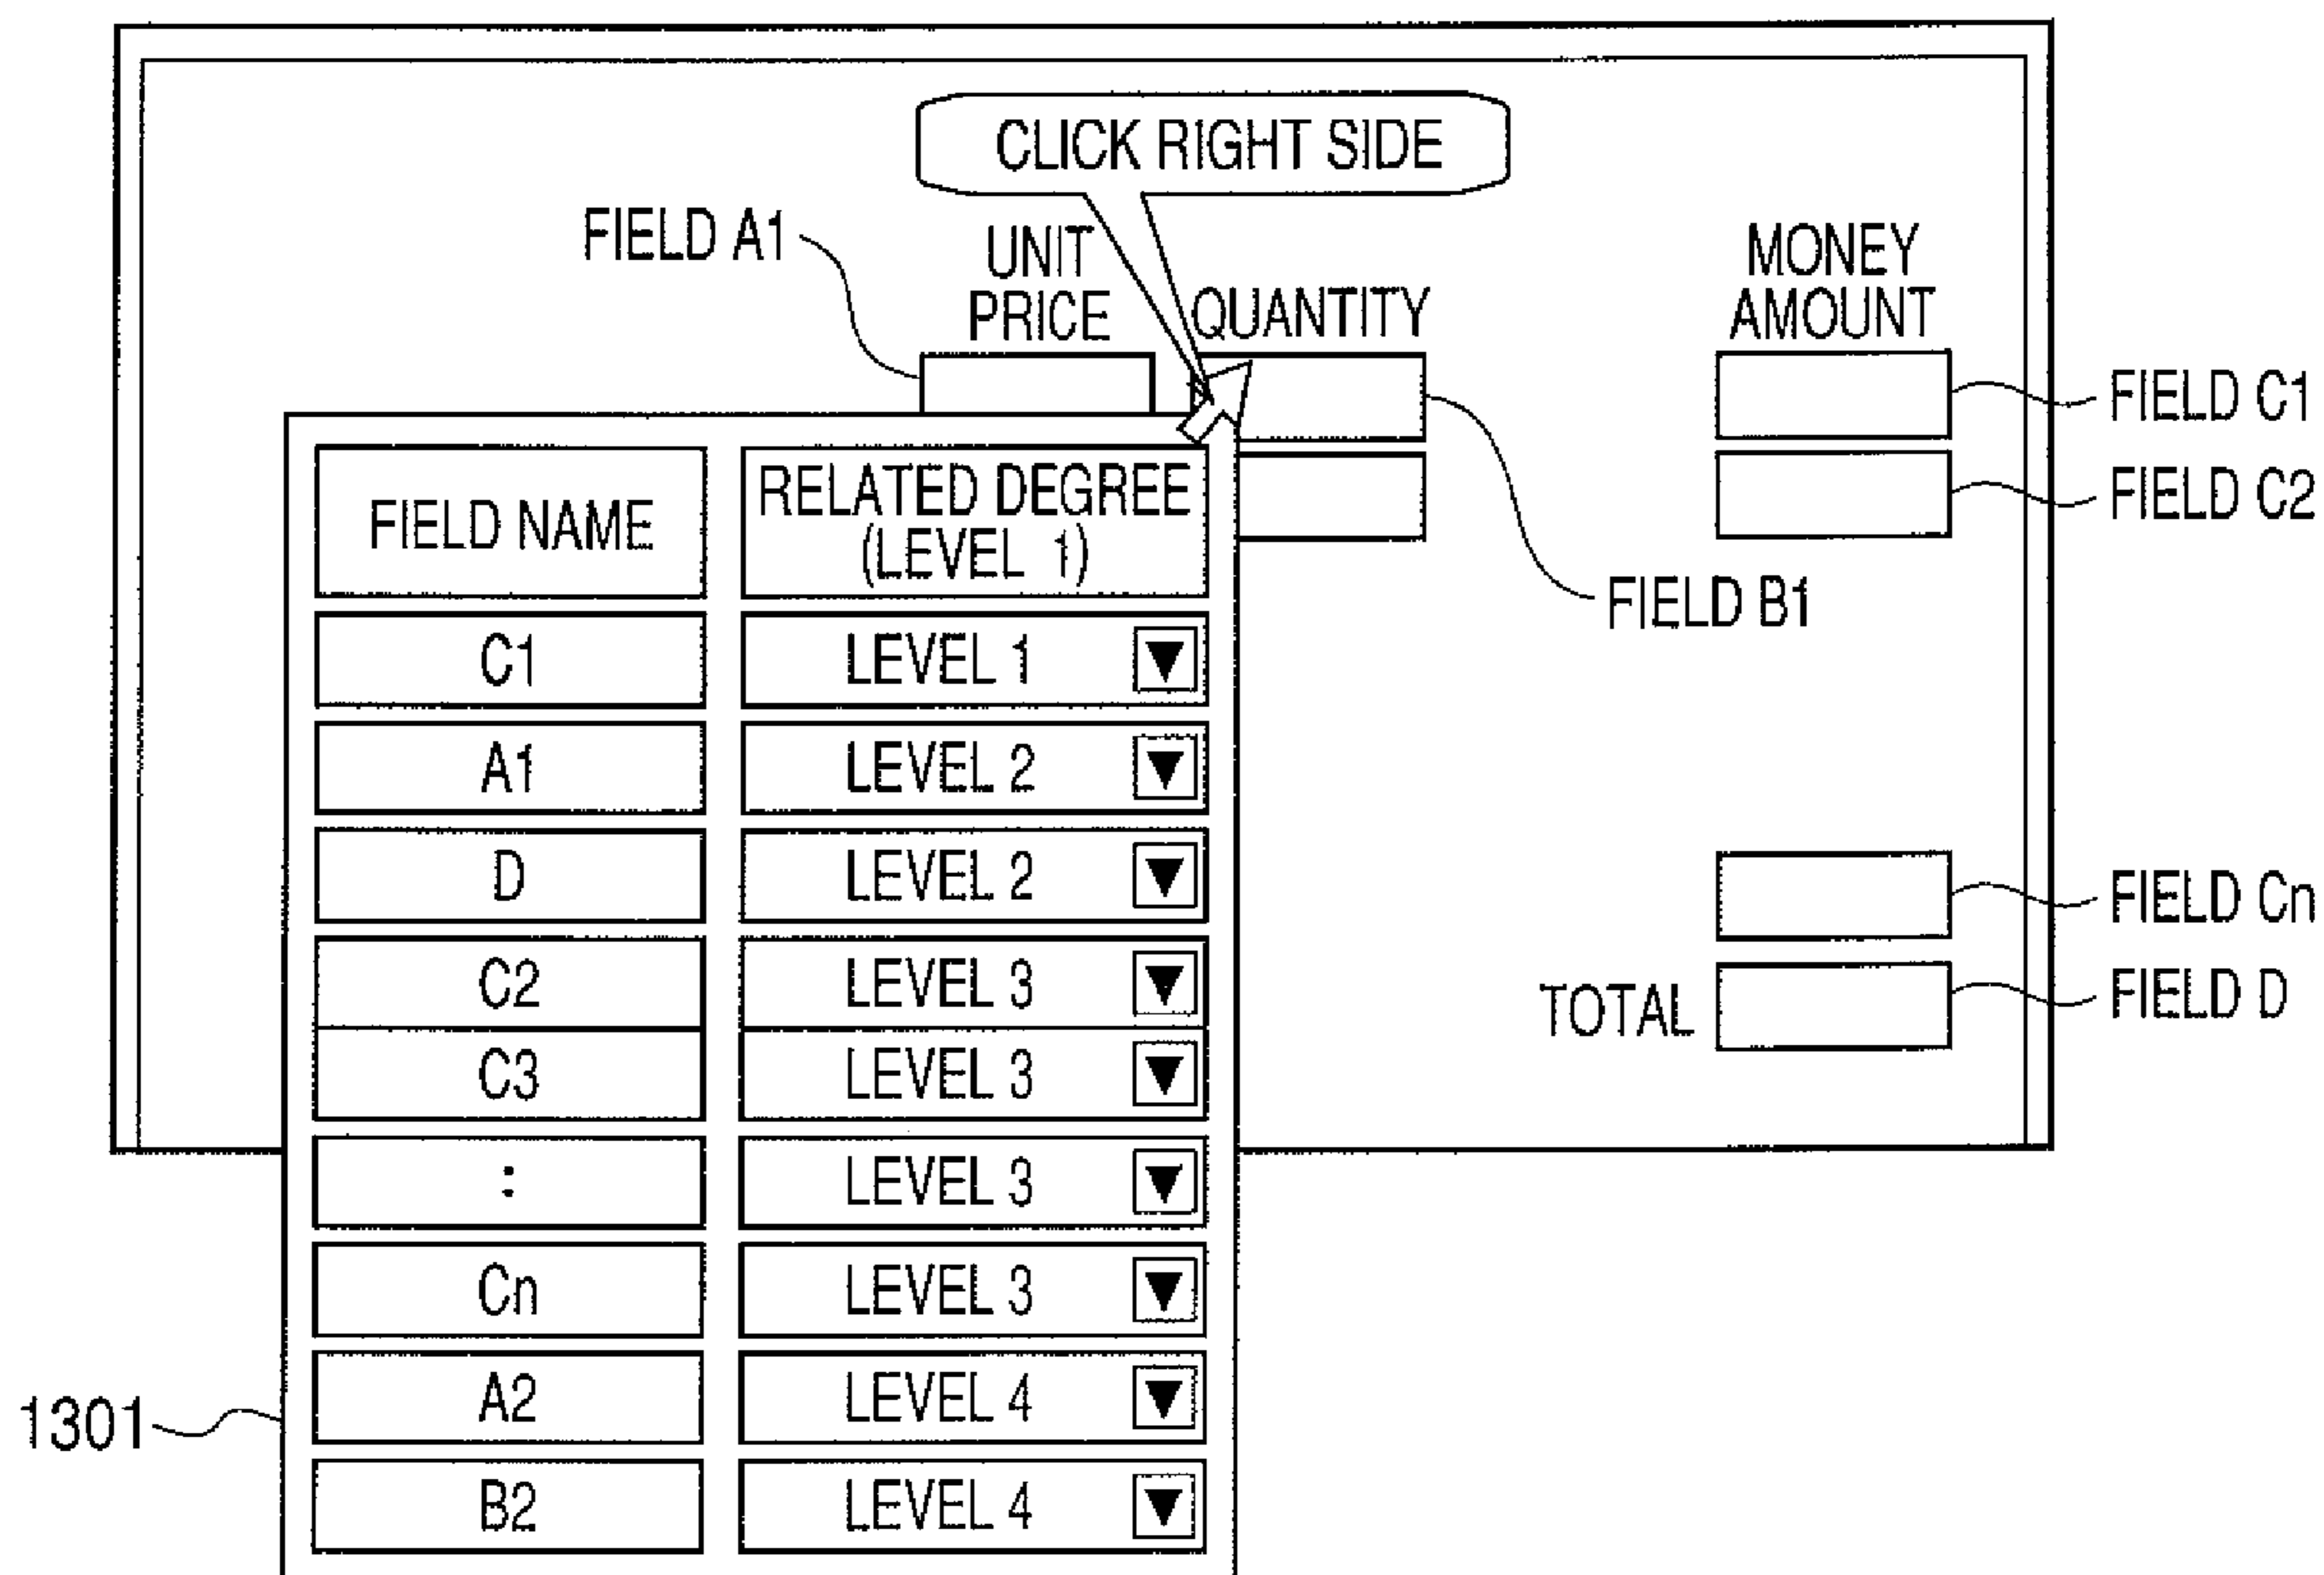 CLICK RIGHT SIDE
FIELD A1
UNIT
PRICE
QUANTITY
MONEY
AMOUNT
FIELD C1
FIELD C2
FIELD B1
FIELD NAME
RELATED DEGREE
(LEVEL 1)
C1
LEVEL 1
A1
LEVEL 2
D
LEVEL 2
FIELD Cn
C2
LEVEL 3
TOTAL
FIELD D
C3
LEVEL 3
:
LEVEL 3
Cn
LEVEL 3
A2
LEVEL 4
1301
B2
LEVEL 4